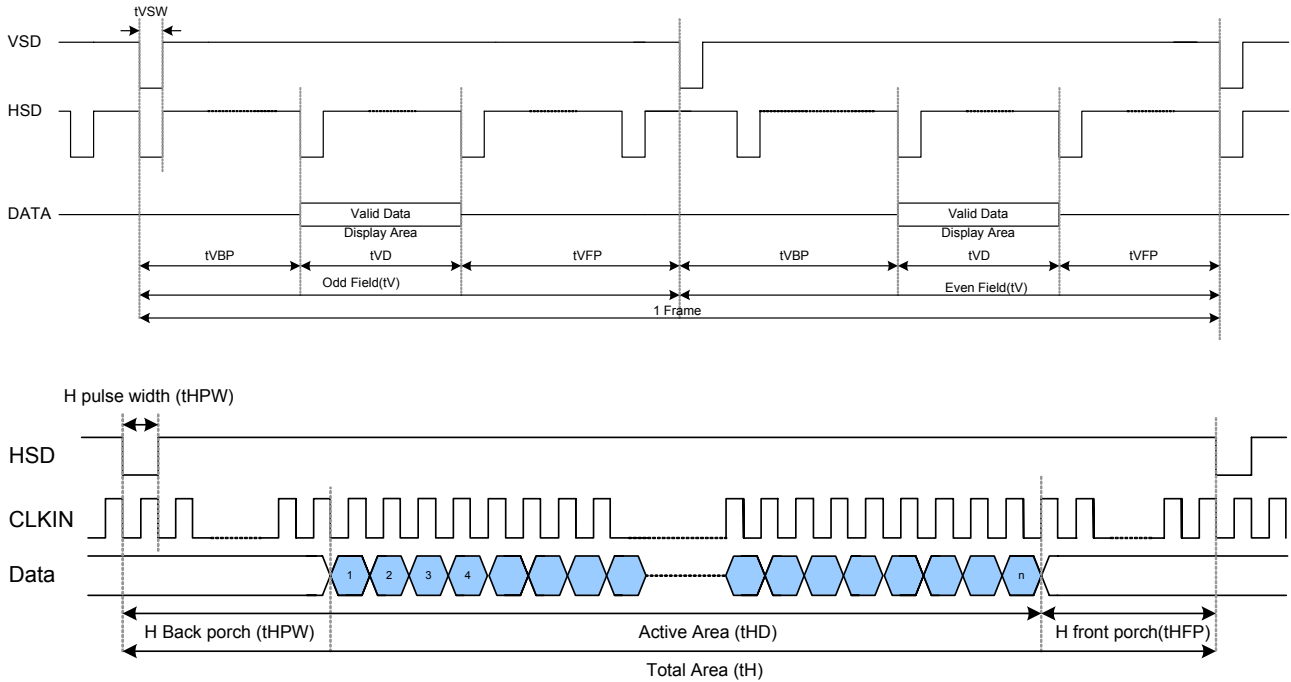 tVSW
VSD
HSD
DATA
Valid Data
Valid Data
Display Area
Display Area
tVBP
tVD
tVFP
tVBP
tVD
tVFP
Odd Field(tV)
Even Field(tV)
1 Frame
H pulse width (tHPW)
HSD
CLKIN
Data
1
2
3
4
n
H Back porch (tHPW)
Active Area (tHD)
H front porch(tHFP)
Total Area (tH)